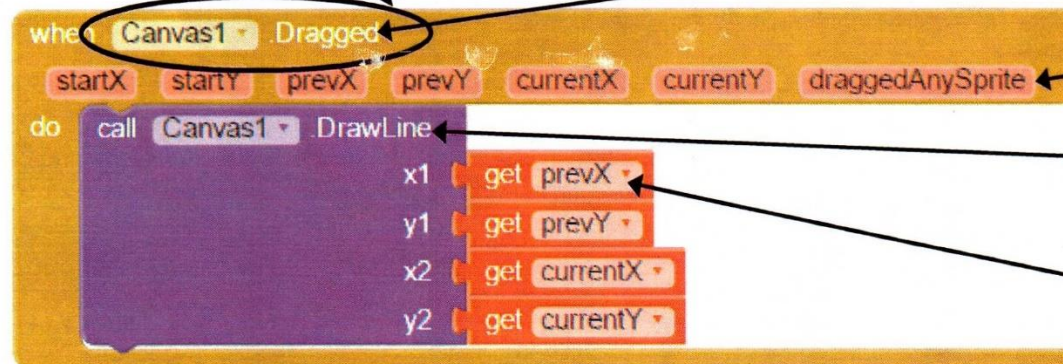 when Canvas1 .Dragged
startX startY prevX prevY currentX currentY draggedAnySprite
do call Canvas1 .DrawLine
x1 get prevX
y1 get prevY
x2 get currentX
y2 get currentY